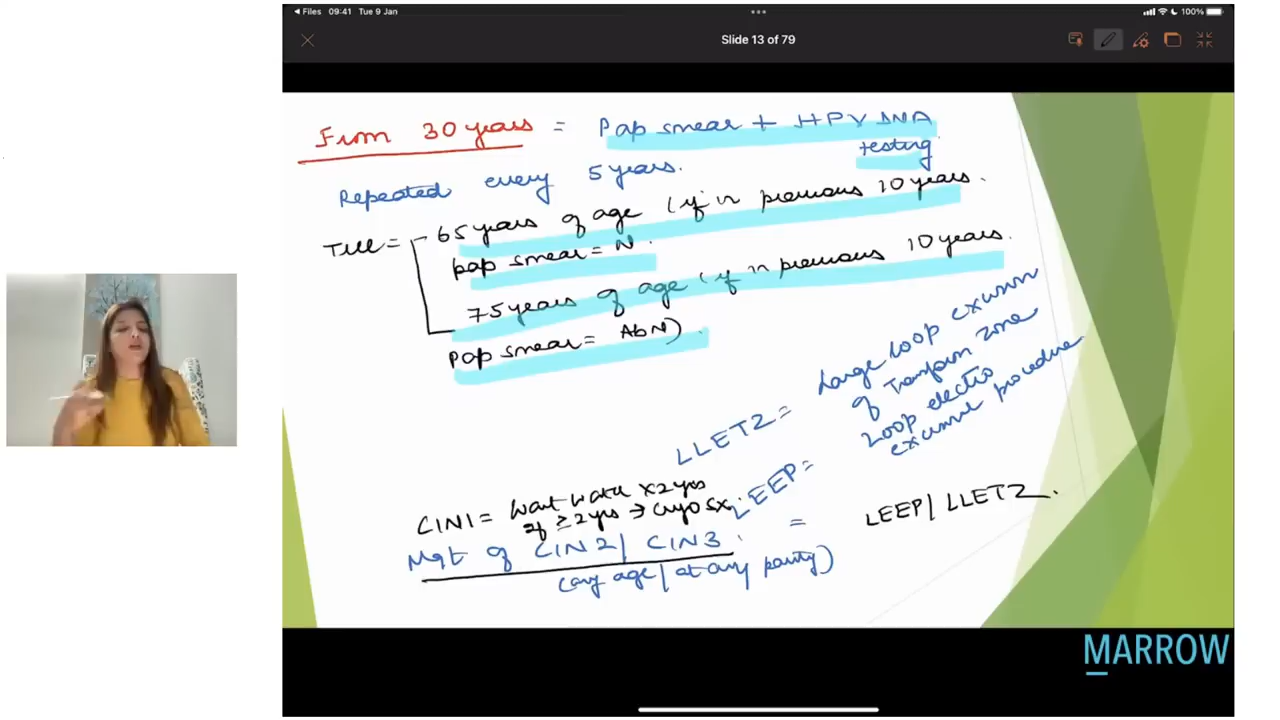 Files 09:41 Tue 9 Jan
100%
Slide 13 of 79
From 30 years = Pap smear + HPV DNA
testing.
Repeated every 5 years.
Till = 65 years of age (if in previous 10 years.
pap smear = N.
75 years of age (if in previous 10 years.
Pap smear = AbN).
LLETZ = Large loop excision
of Transform zone
LEEP = Loop electro
excisional procedure
CIN1 = wait watch x 2 yrs
If ≥ 2 yrs → cryo Sx.
Mgt of CIN 2 / CIN 3 = LEEP / LLETZ.
(any age / at any parity)
MARROW